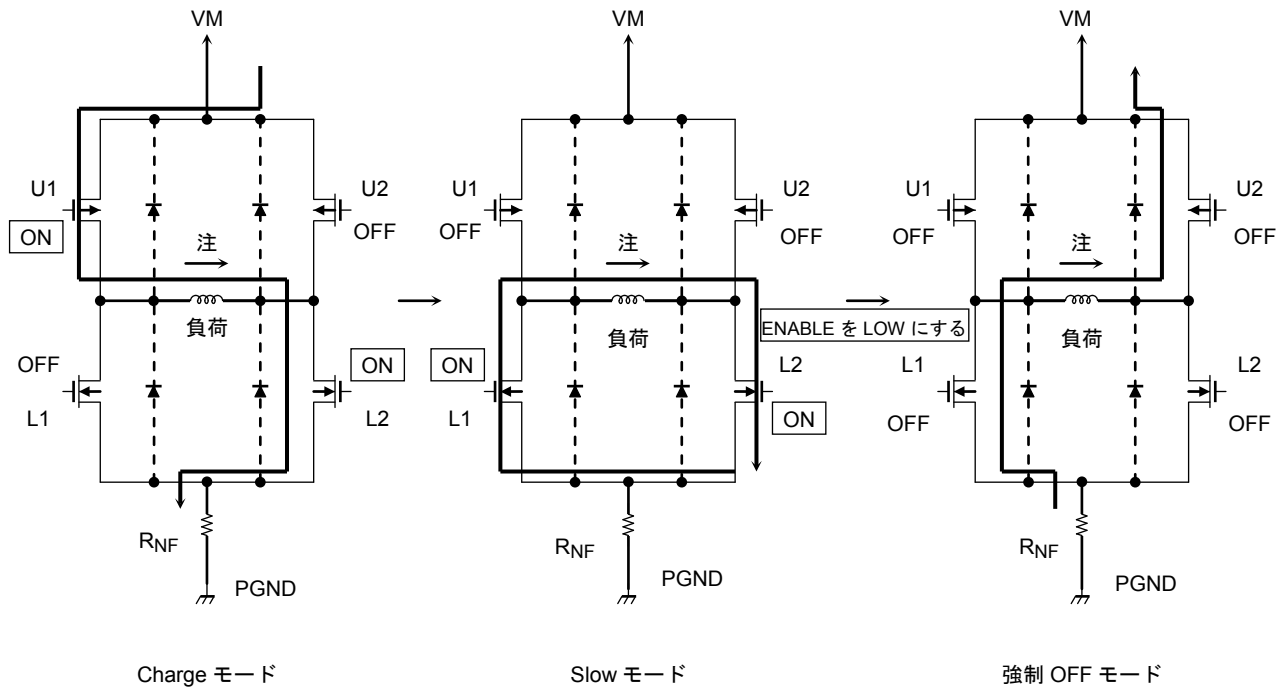 VM
U1
ON
U2
OFF
注
負荷
OFF
L1
ON
L2
RNF
PGND
Charge モード
VM
U1
OFF
U2
OFF
注
負荷
ON
L1
L2
ON
RNF
PGND
Slow モード
ENABLE を LOW にする
VM
U1
OFF
U2
OFF
注
負荷
L1
OFF
L2
OFF
RNF
PGND
強制 OFF モード